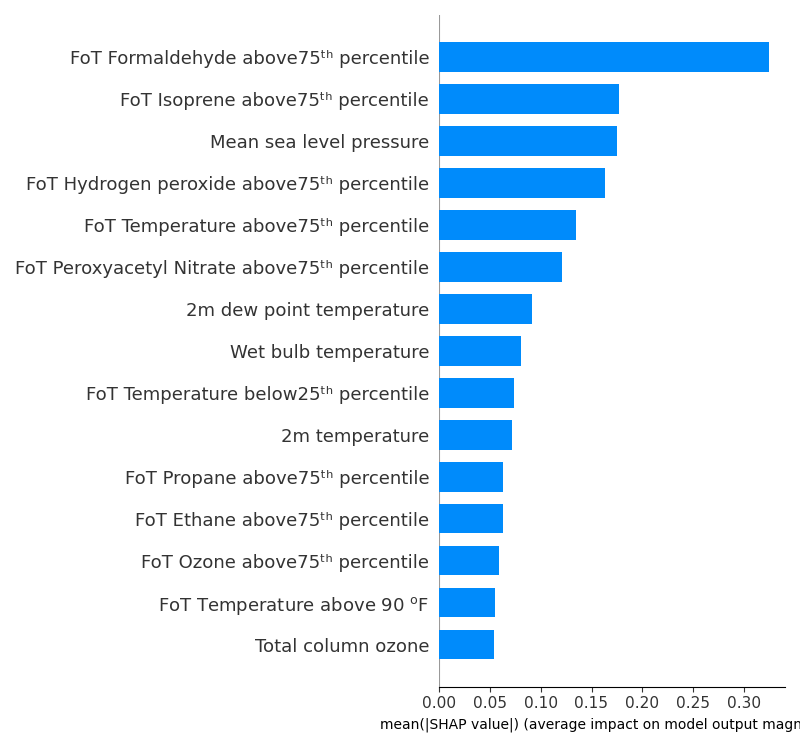 FoT Formaldehyde above75ᵗʰ percentile
FoT Isoprene above75ᵗʰ percentile
Mean sea level pressure
FoT Hydrogen peroxide above75ᵗʰ percentile
FoT Temperature above75ᵗʰ percentile
FoT Peroxyacetyl Nitrate above75ᵗʰ percentile
2m dew point temperature
Wet bulb temperature
FoT Temperature below25ᵗʰ percentile
2m temperature
FoT Propane above75ᵗʰ percentile
FoT Ethane above75ᵗʰ percentile
FoT Ozone above75ᵗʰ percentile
FoT Temperature above 90 ᵒF
Total column ozone
0.00 0.05 0.10 0.15 0.20 0.25 0.30
mean(|SHAP value|) (average impact on model output magn